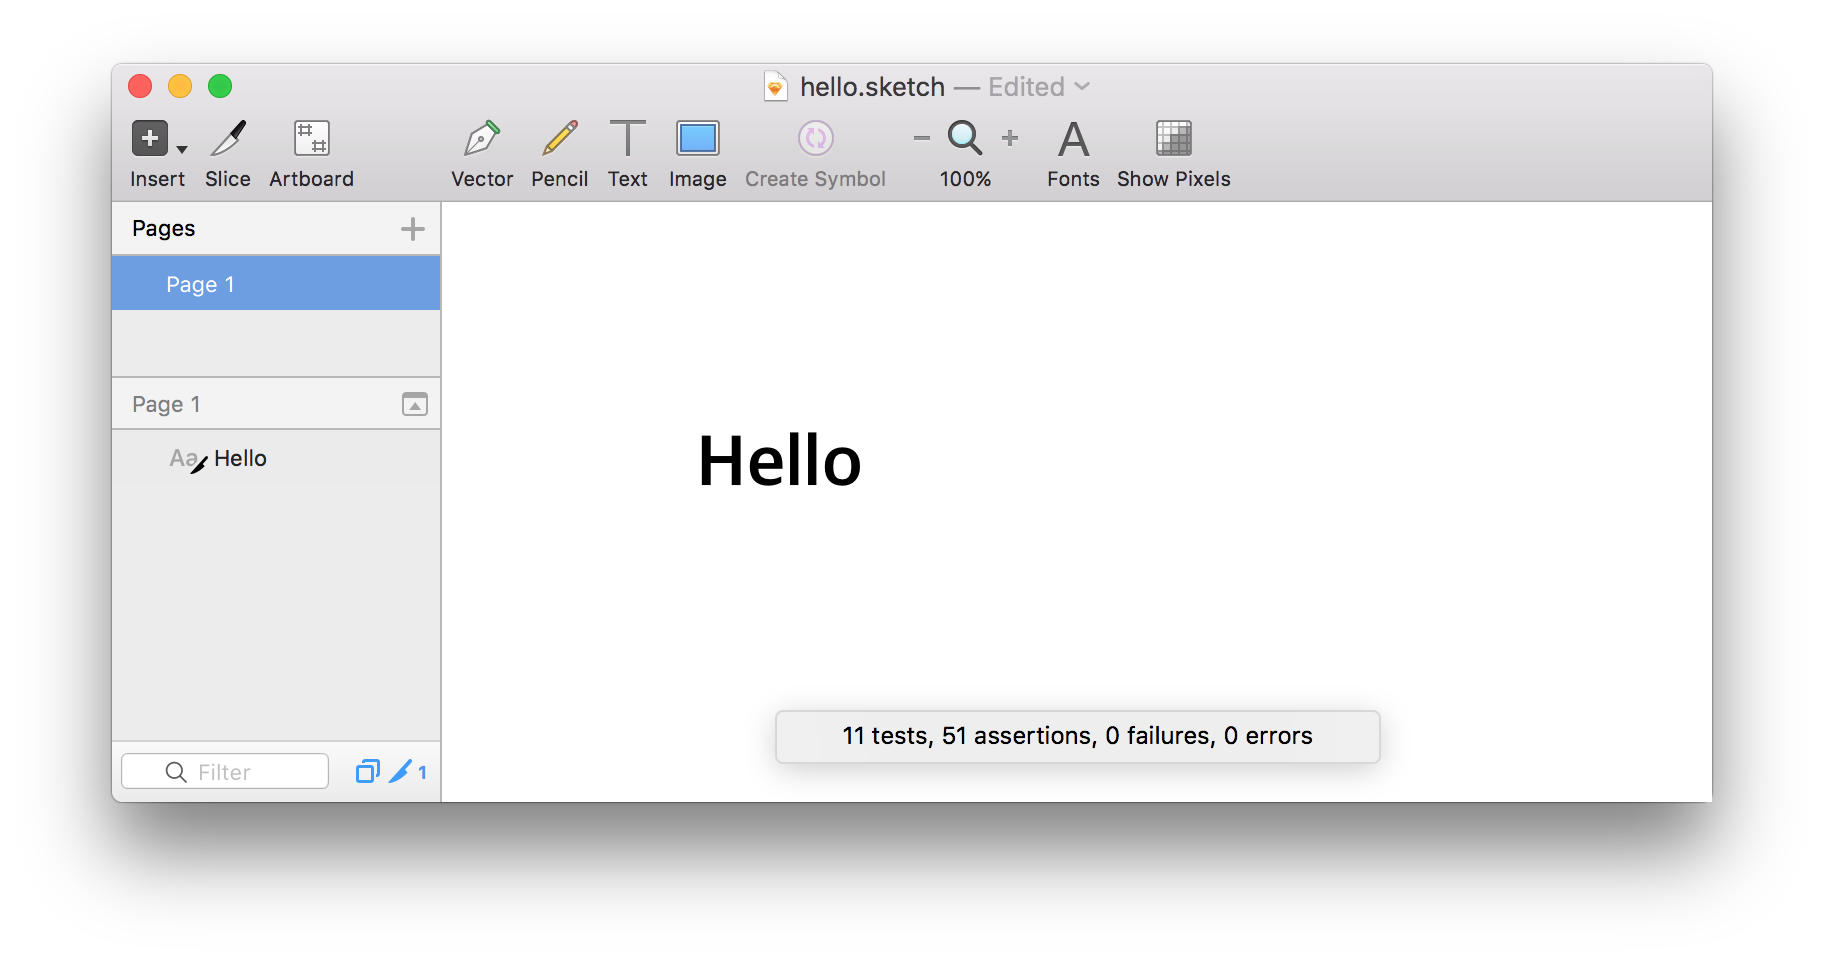 hello.sketch — Edited
Insert Slice Artboard Vector Pencil Text Image Create Symbol 100% Fonts Show Pixels
Pages
Page 1
Page 1
Aa Hello
Hello
11 tests, 51 assertions, 0 failures, 0 errors
Filter 1